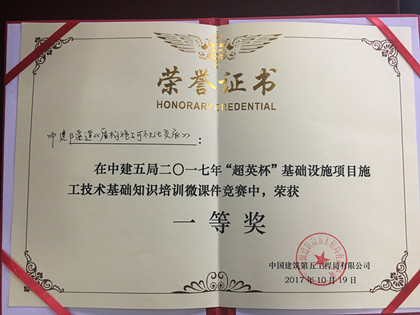 荣誉证书
HONORARY CREDENTIAL
在中建五局二〇一七年“超英杯”基础设施项目施
工技术基础知识培训微课件竞赛中，荣获
一等奖
中国建筑第五工程局有限公司
2017年10月19日